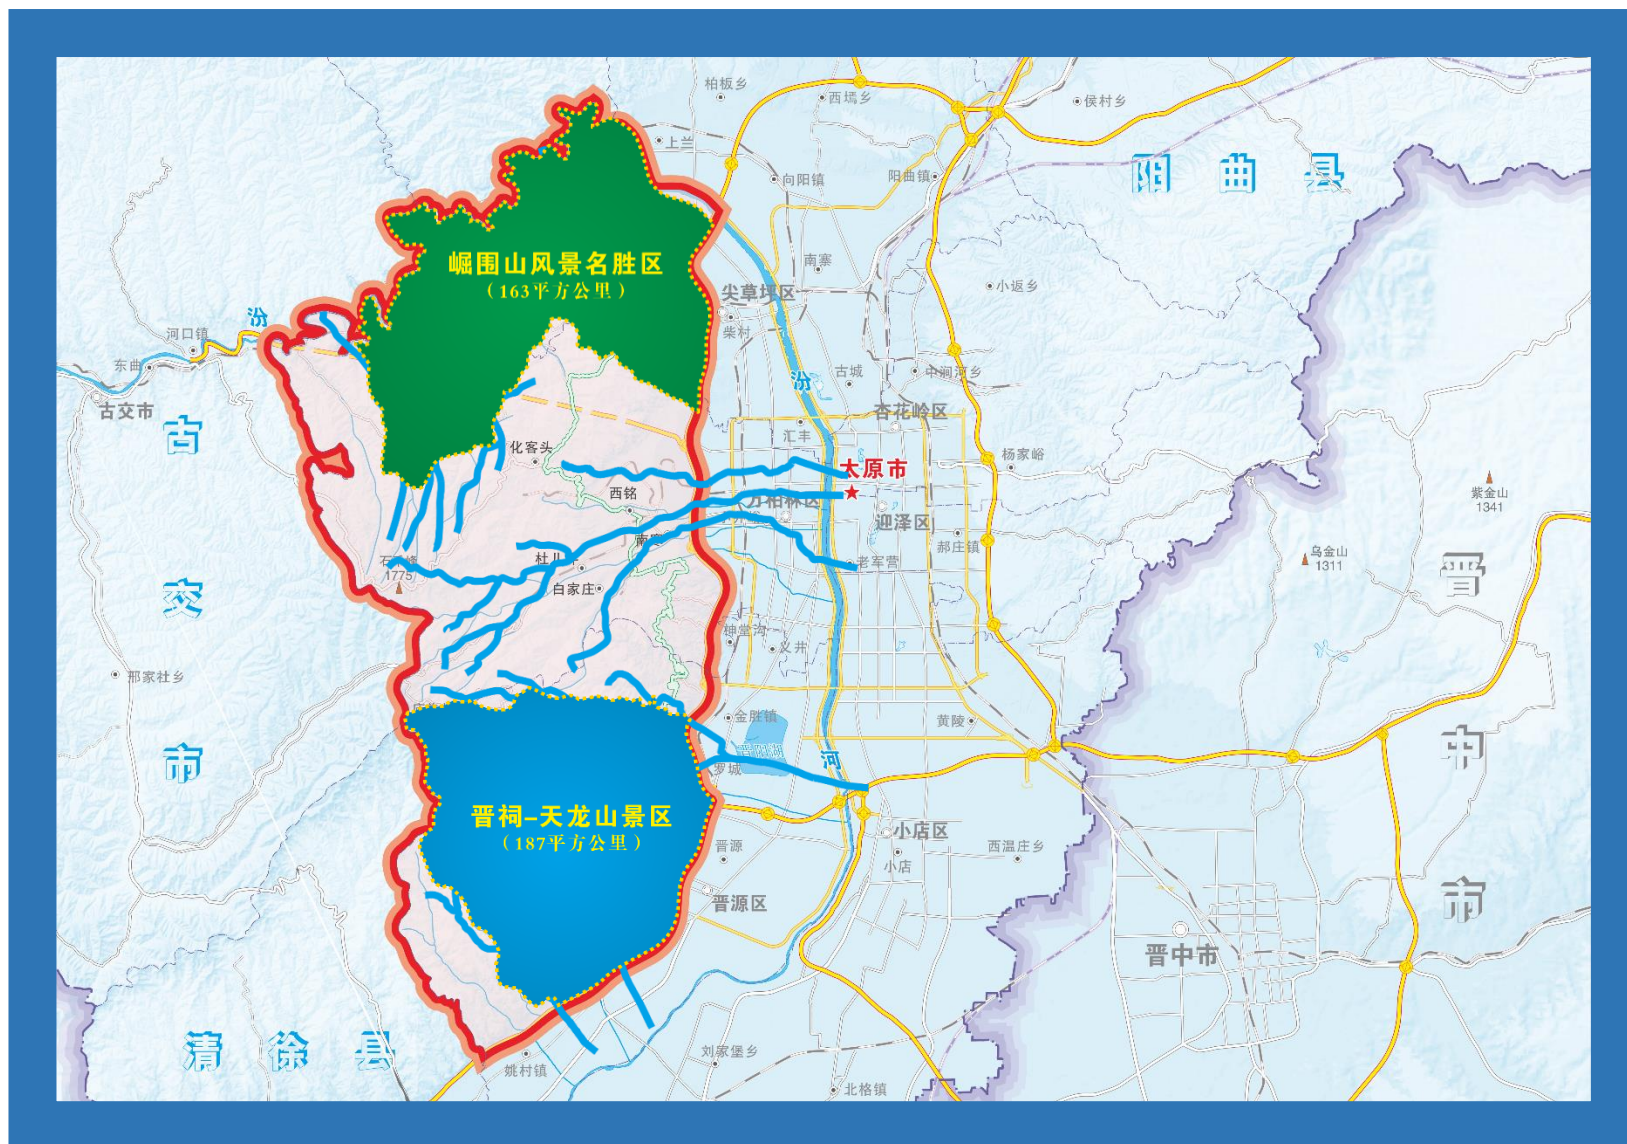 柏板乡
西墕乡
侯村乡
上兰
向阳镇
阳曲镇
阳 曲 县
崛围山风景名胜区
（163平方公里）
南寨
尖草坪区
小返乡
汾
河口镇
柴村
东曲
古城
中涧河乡
汾
古交市
杏花岭区
古
交
市
汇丰
化客头
杨家峪
太原市
西铭
万柏林区
紫金山
1341
迎泽区
郝庄镇
乌金山
1311
1775
老军营
白家庄
晋
中
市
义井
邢家社乡
金胜镇
黄陵
晋阳湖
河
罗城
晋祠–天龙山景区
（187平方公里）
小店区
小店
晋源
西温庄乡
晋源区
晋中市
清 徐 县
姚村镇
刘家堡乡
北格镇